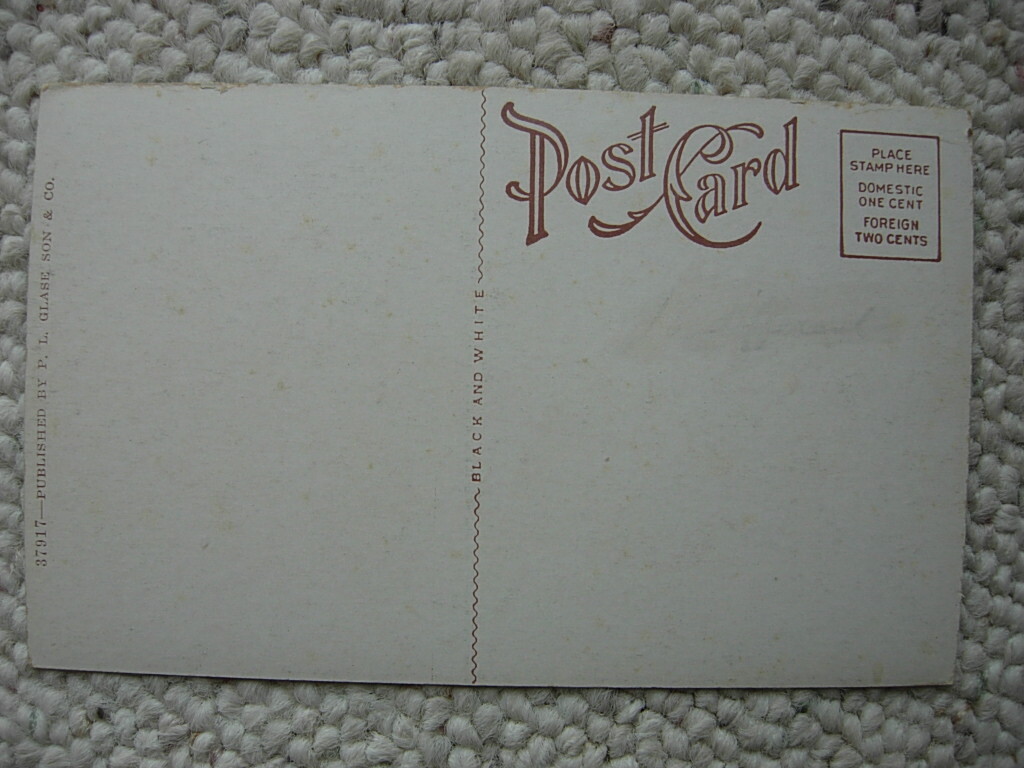 Post Card
PLACE
STAMP HERE
DOMESTIC
ONE CENT
FOREIGN
TWO CENTS
BLACK AND WHITE
37917—PUBLISHED BY P. L. GLASE SON & CO.